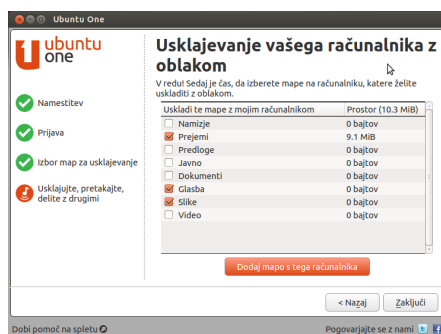 Ubuntu One
ubuntu
one
Namestitev
Prijava
Izbor map za usklajevanje
Usklajujte, pretakajte,
delite z drugimi
Usklajevanje vašega računalnika z
oblakom
V redu! Sedaj je čas, da izberete mape na računalniku, katere želite
uskladiti z oblakom.
Uskladi te mape z mojim računalnikom Prostor (10.3 MiB)
Namizje 0 bajtov
Prejemi 9.1 MiB
Predloge 0 bajtov
Javno 0 bajtov
Dokumenti 0 bajtov
Glasba 0 bajtov
Slike 0 bajtov
Video 0 bajtov
Dodaj mapo s tega računalnika
< Nazaj Zaključi
Dobi pomoč na spletu Pogovarjajte se z nami